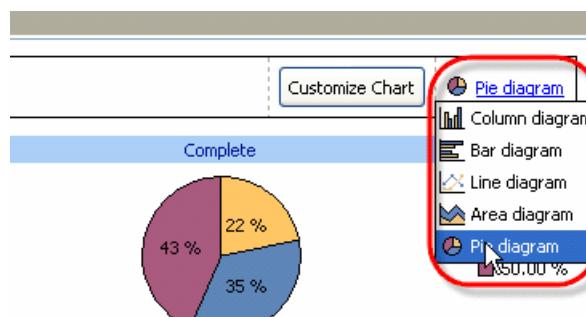 Customize Chart
Pie diagram
Column diagram
Bar diagram
Complete
Line diagram
Area diagram
Pie diagram
22 %
43 %
35 %
50.00 %